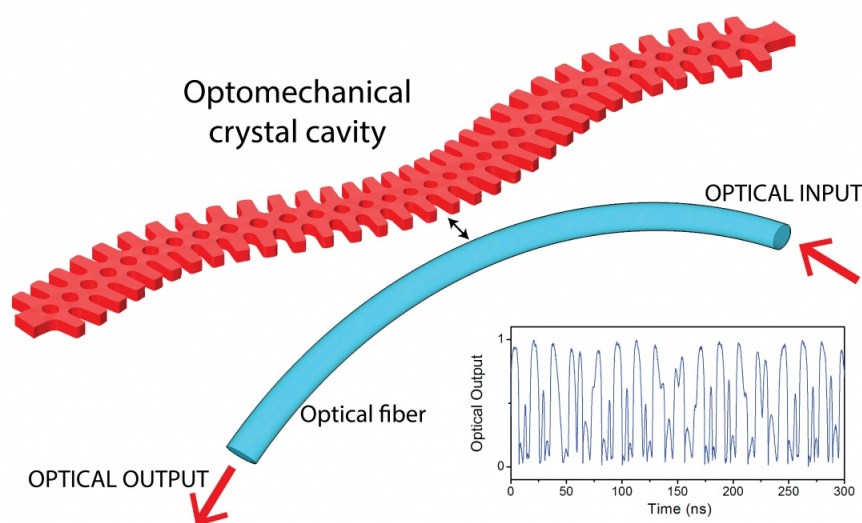 Optomechanical
crystal cavity
OPTICAL INPUT
Optical fiber
OPTICAL OUTPUT
Optical Output
1
0
0 50 100 150 200 250 300
Time (ns)